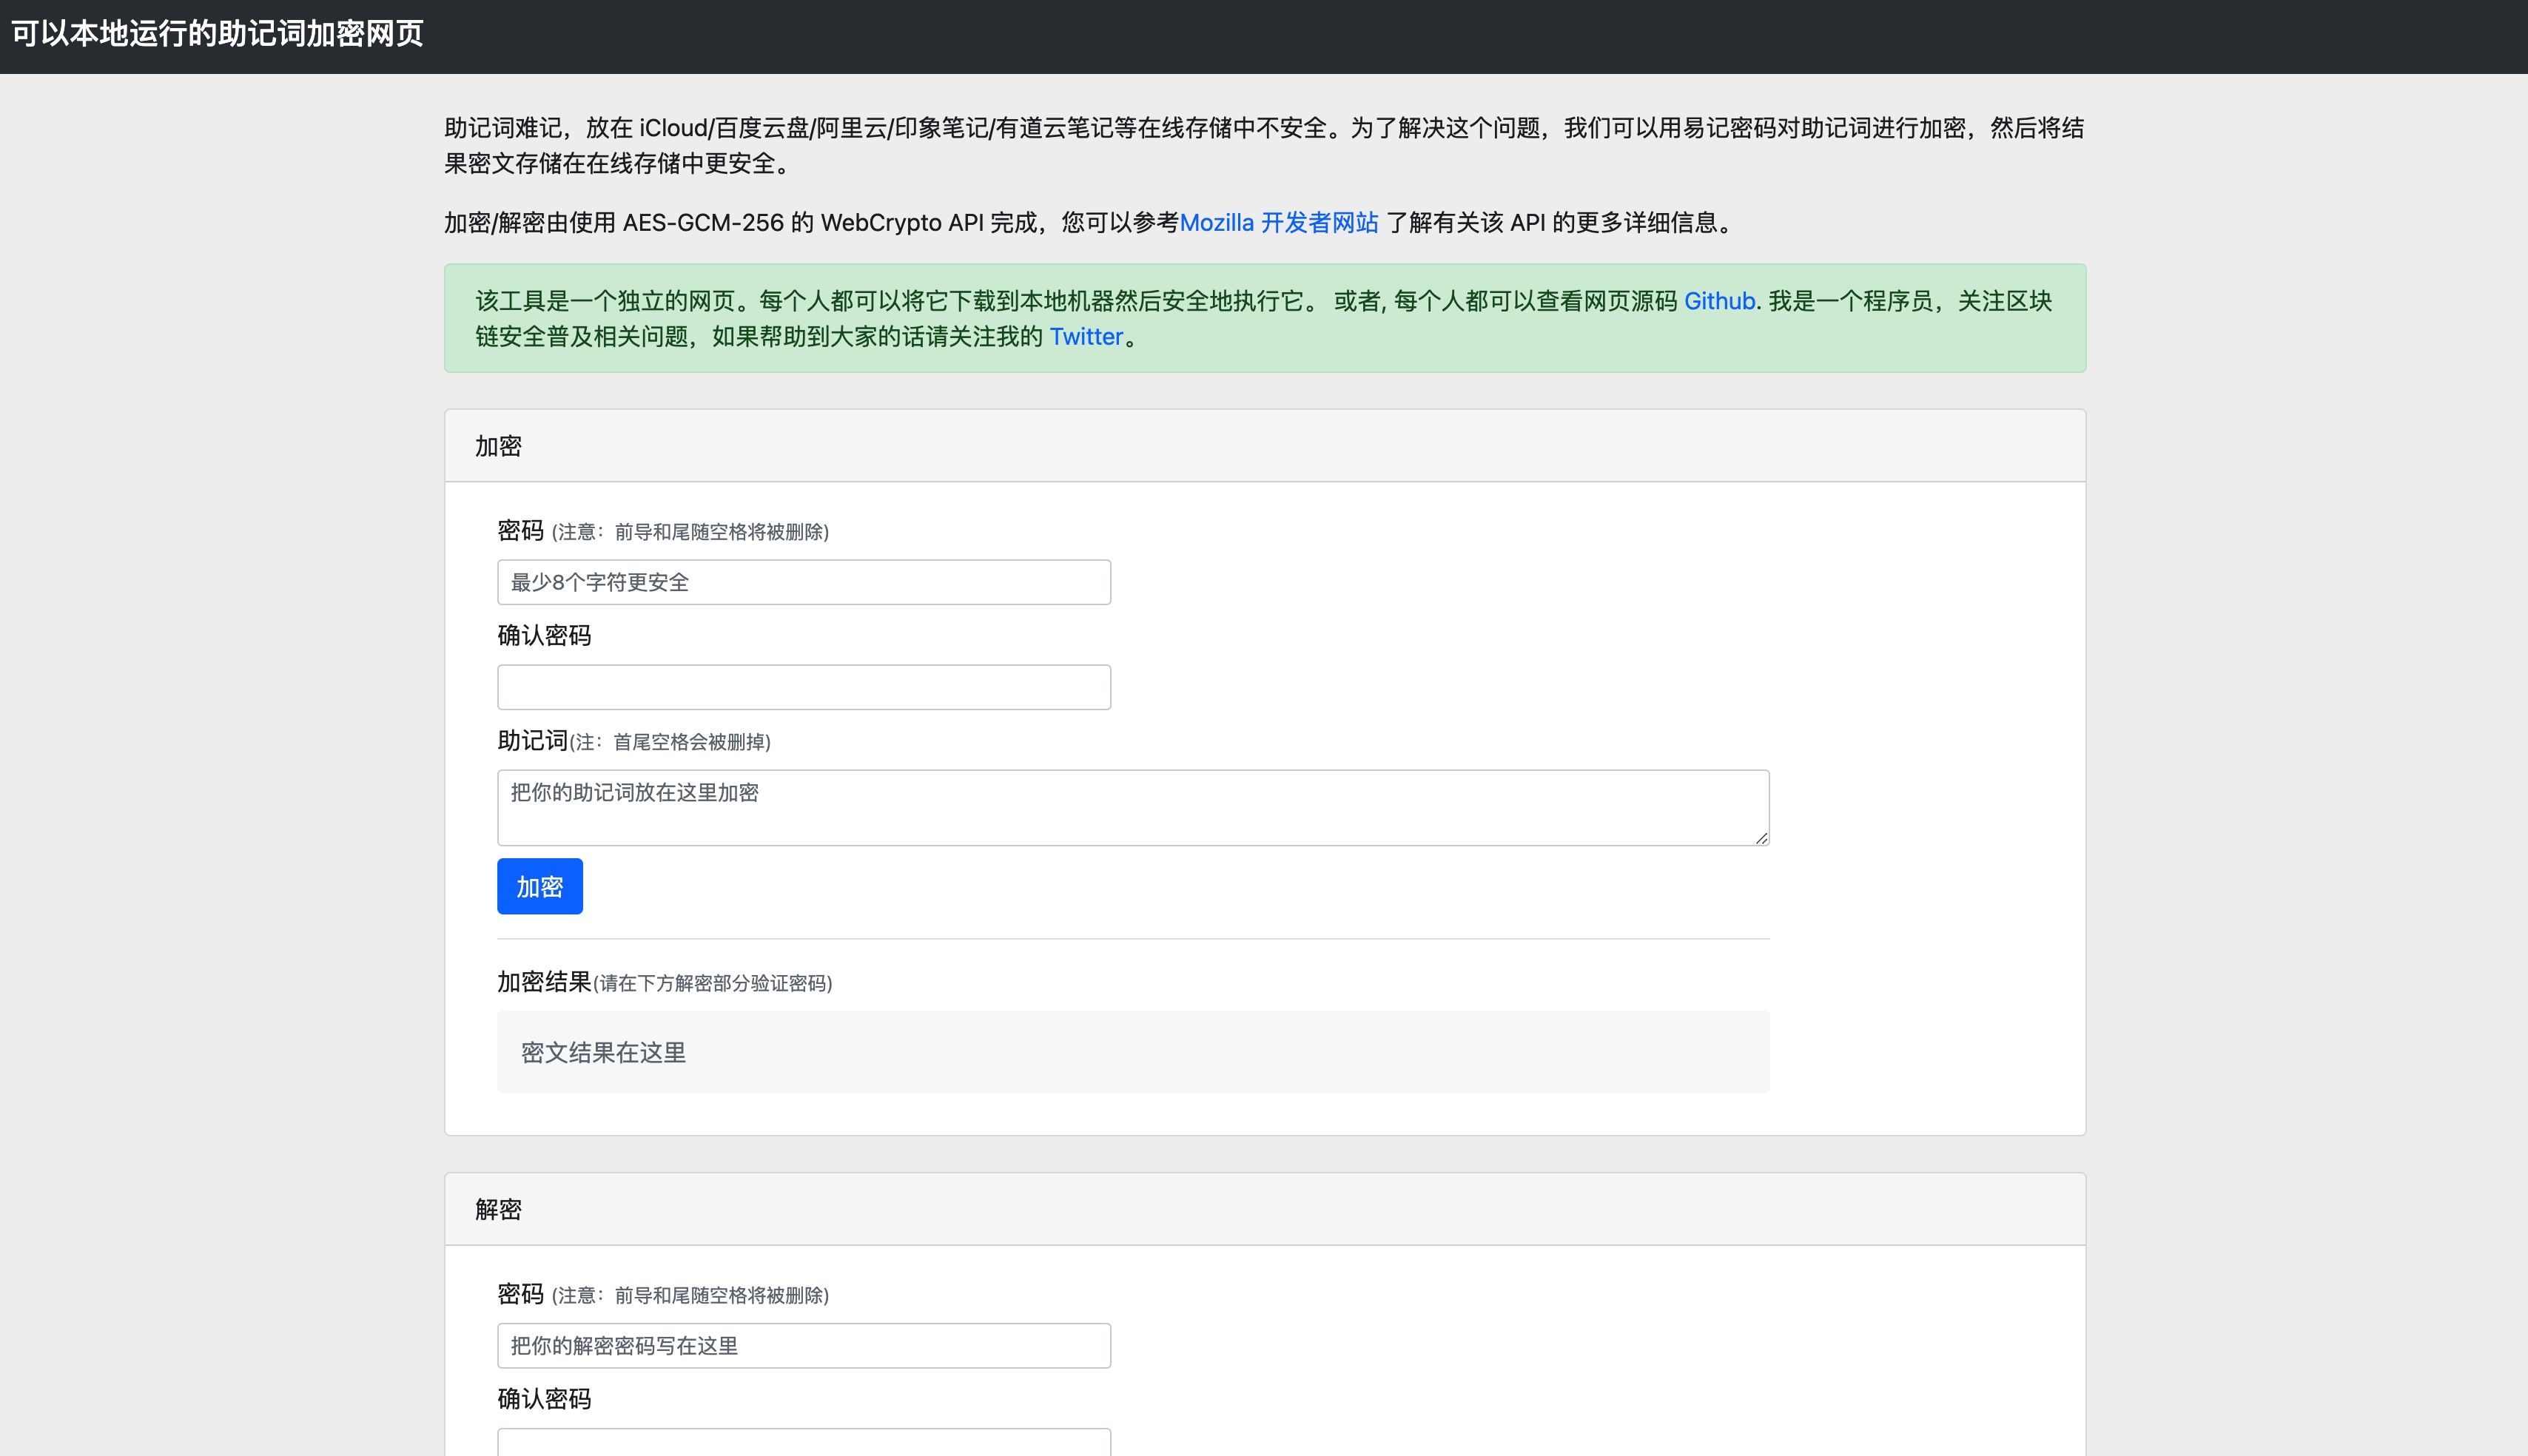 可以本地运行的助记词加密网页
助记词难记，放在 iCloud/百度云盘/阿里云/印象笔记/有道云笔记等在线存储中不安全。为了解决这个问题，我们可以用易记密码对助记词进行加密，然后将结
果密文存储在在线存储中更安全。
加密/解密由使用 AES-GCM-256 的 WebCrypto API 完成，您可以参考Mozilla 开发者网站 了解有关该 API 的更多详细信息。
该工具是一个独立的网页。每个人都可以将它下载到本地机器然后安全地执行它。 或者, 每个人都可以查看网页源码 Github. 我是一个程序员，关注区块
链安全普及相关问题，如果帮助到大家的话请关注我的 Twitter。
加密
密码 (注意：前导和尾随空格将被删除)
最少8个字符更安全
确认密码
助记词(注：首尾空格会被删掉)
把你的助记词放在这里加密
加密
加密结果(请在下方解密部分验证密码)
密文结果在这里
解密
密码 (注意：前导和尾随空格将被删除)
把你的解密密码写在这里
确认密码